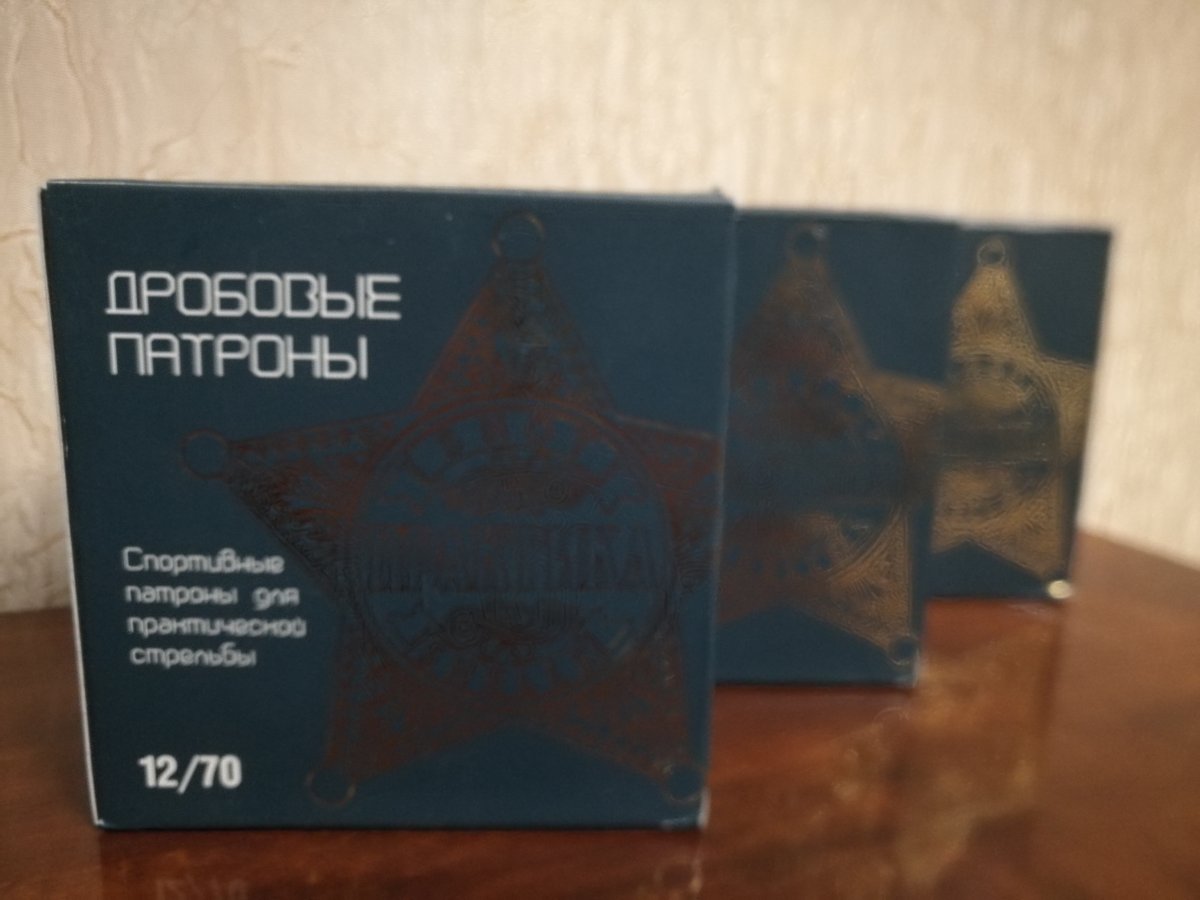 ДРОБОВЫЕ
ПАТРОНЫ
Спортивные
патроны для
практической
стрельбы
12/70